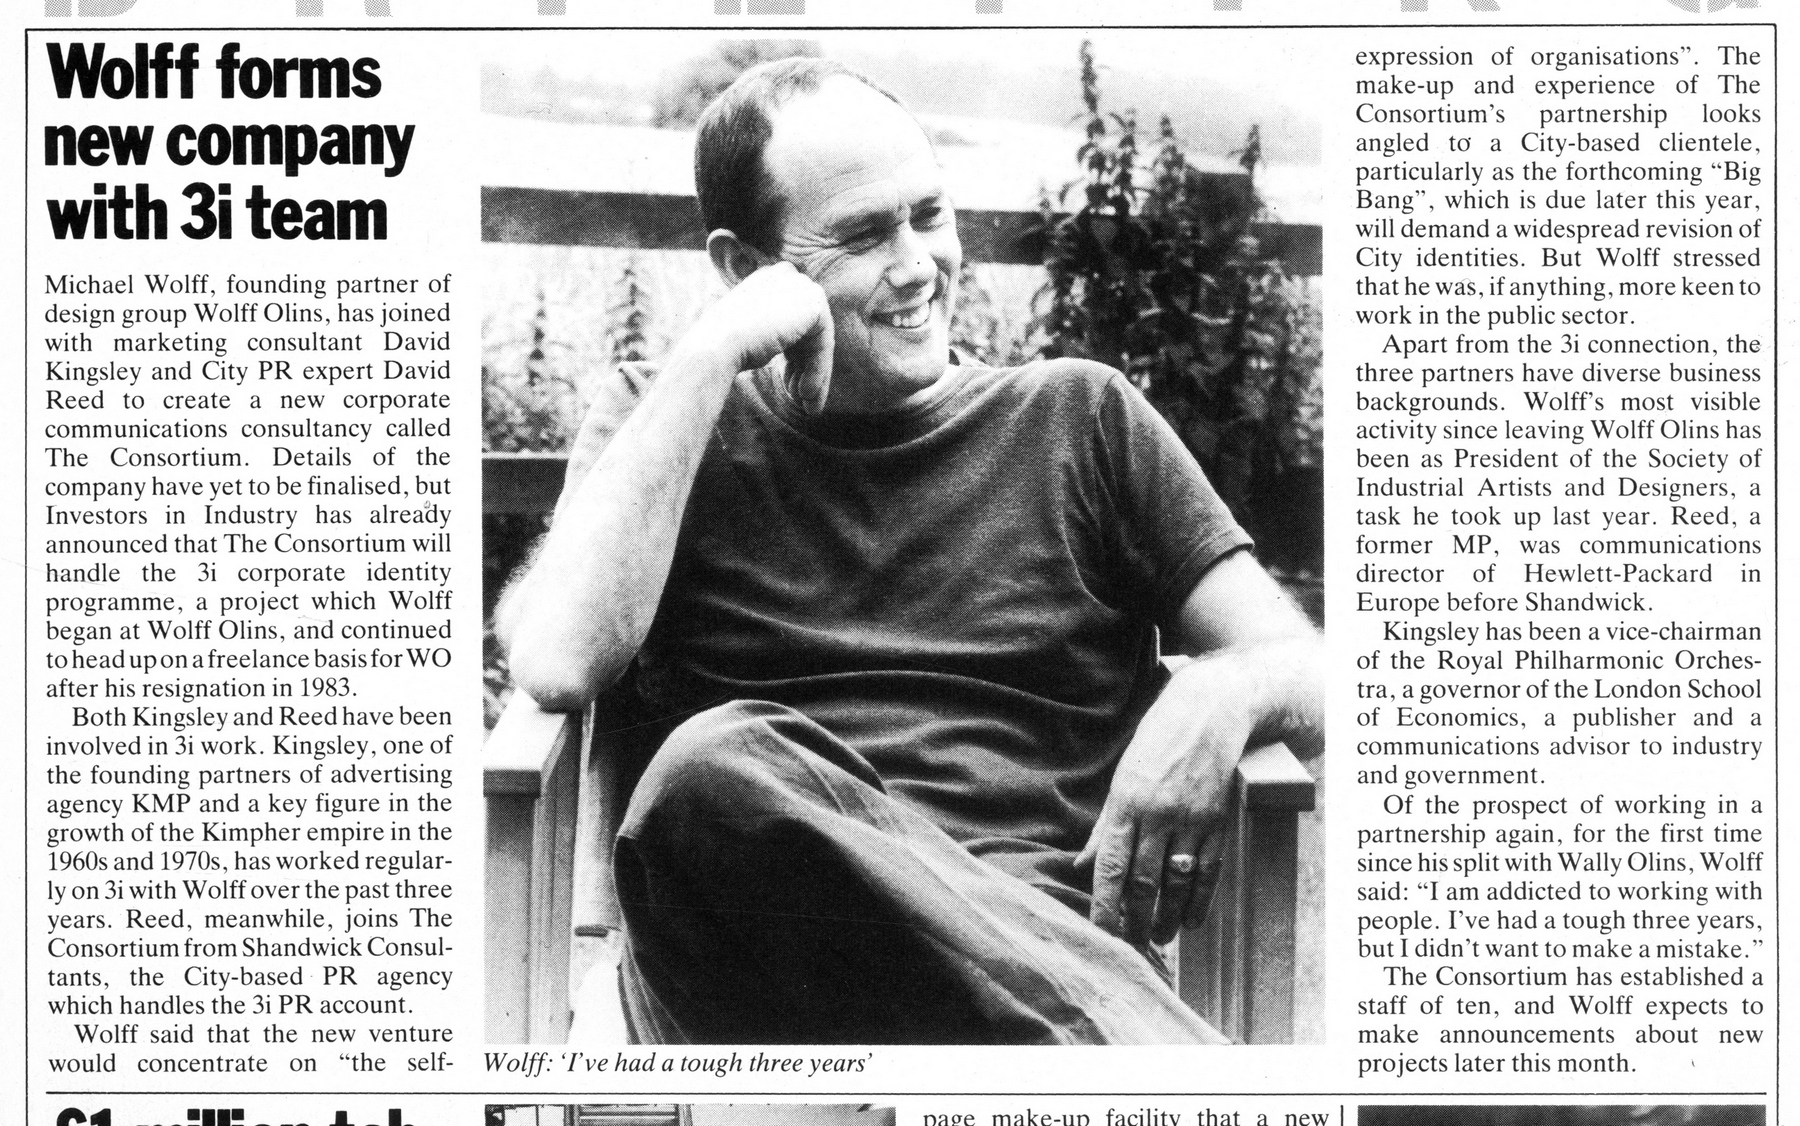 Wolff forms
new company
with 3i team
Michael Wolff, founding partner of
design group Wolff Olins, has joined
with marketing consultant David
Kingsley and City PR expert David
Reed to create a new corporate
communications consultancy called
The Consortium. Details of the
company have yet to be finalised, but
Investors in Industry has already
announced that The Consortium will
handle the 3i corporate identity
programme, a project which Wolff
began at Wolff Olins, and continued
to head up on a freelance basis for WO
after his resignation in 1983.
Both Kingsley and Reed have been
involved in 3i work. Kingsley, one of
the founding partners of advertising
agency KMP and a key figure in the
growth of the Kimpher empire in the
1960s and 1970s, has worked regular-
ly on 3i with Wolff over the past three
years. Reed, meanwhile, joins The
Consortium from Shandwick Consul-
tants, the City-based PR agency
which handles the 3i PR account.
Wolff said that the new venture
would concentrate on “the self-
Wolff: ‘I’ve had a tough three years’
expression of organisations”. The
make-up and experience of The
Consortium’s partnership looks
angled to a City-based clientele,
particularly as the forthcoming “Big
Bang”, which is due later this year,
will demand a widespread revision of
City identities. But Wolff stressed
that he was, if anything, more keen to
work in the public sector.
Apart from the 3i connection, the
three partners have diverse business
backgrounds. Wolff’s most visible
activity since leaving Wolff Olins has
been as President of the Society of
Industrial Artists and Designers, a
task he took up last year. Reed, a
former MP, was communications
director of Hewlett-Packard in
Europe before Shandwick.
Kingsley has been a vice-chairman
of the Royal Philharmonic Orches-
tra, a governor of the London School
of Economics, a publisher and a
communications advisor to industry
and government.
Of the prospect of working in a
partnership again, for the first time
since his split with Wally Olins, Wolff
said: “I am addicted to working with
people. I’ve had a tough three years,
but I didn’t want to make a mistake.”
The Consortium has established a
staff of ten, and Wolff expects to
make announcements about new
projects later this month.
£1 million
page make-up facility that a new